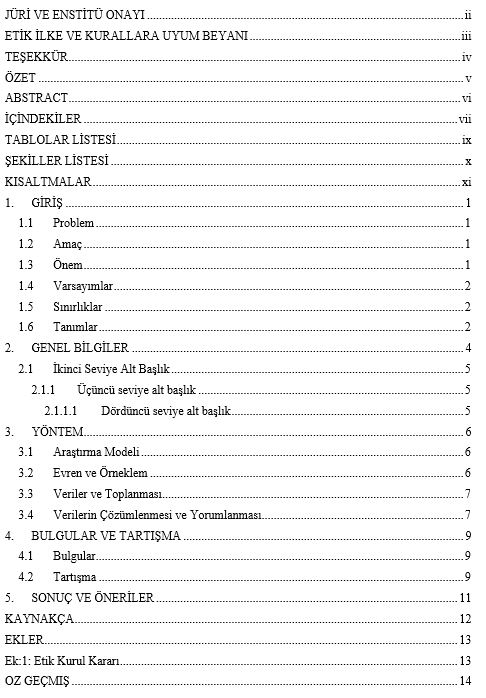 JÜRİ VE ENSTİTÜ ONAYI ii
ETİK İLKE VE KURALLARA UYUM BEYANI iii
TEŞEKKÜR iv
ÖZET v
ABSTRACT vi
İÇİNDEKİLER vii
TABLOLAR LİSTESİ ix
ŞEKİLLER LİSTESİ x
KISALTMALAR xi
1. GİRİŞ 1
1.1 Problem 1
1.2 Amaç 1
1.3 Önem 1
1.4 Varsayımlar 2
1.5 Sınırlıklar 2
1.6 Tanımlar 2
2. GENEL BİLGİLER 4
2.1 İkinci Seviye Alt Başlık 5
2.1.1 Üçüncü seviye alt başlık 5
2.1.1.1 Dördüncü seviye alt başlık 5
3. YÖNTEM 6
3.1 Araştırma Modeli 6
3.2 Evren ve Örneklem 6
3.3 Veriler ve Toplanması 7
3.4 Verilerin Çözümlenmesi ve Yorumlanması 7
4. BULGULAR VE TARTIŞMA 9
4.1 Bulgular 9
4.2 Tartışma 9
5. SONUÇ VE ÖNERİLER 11
KAYNAKÇA 12
EKLER 13
Ek:1: Etik Kurul Kararı 13
OZ GEÇMIŞ 14